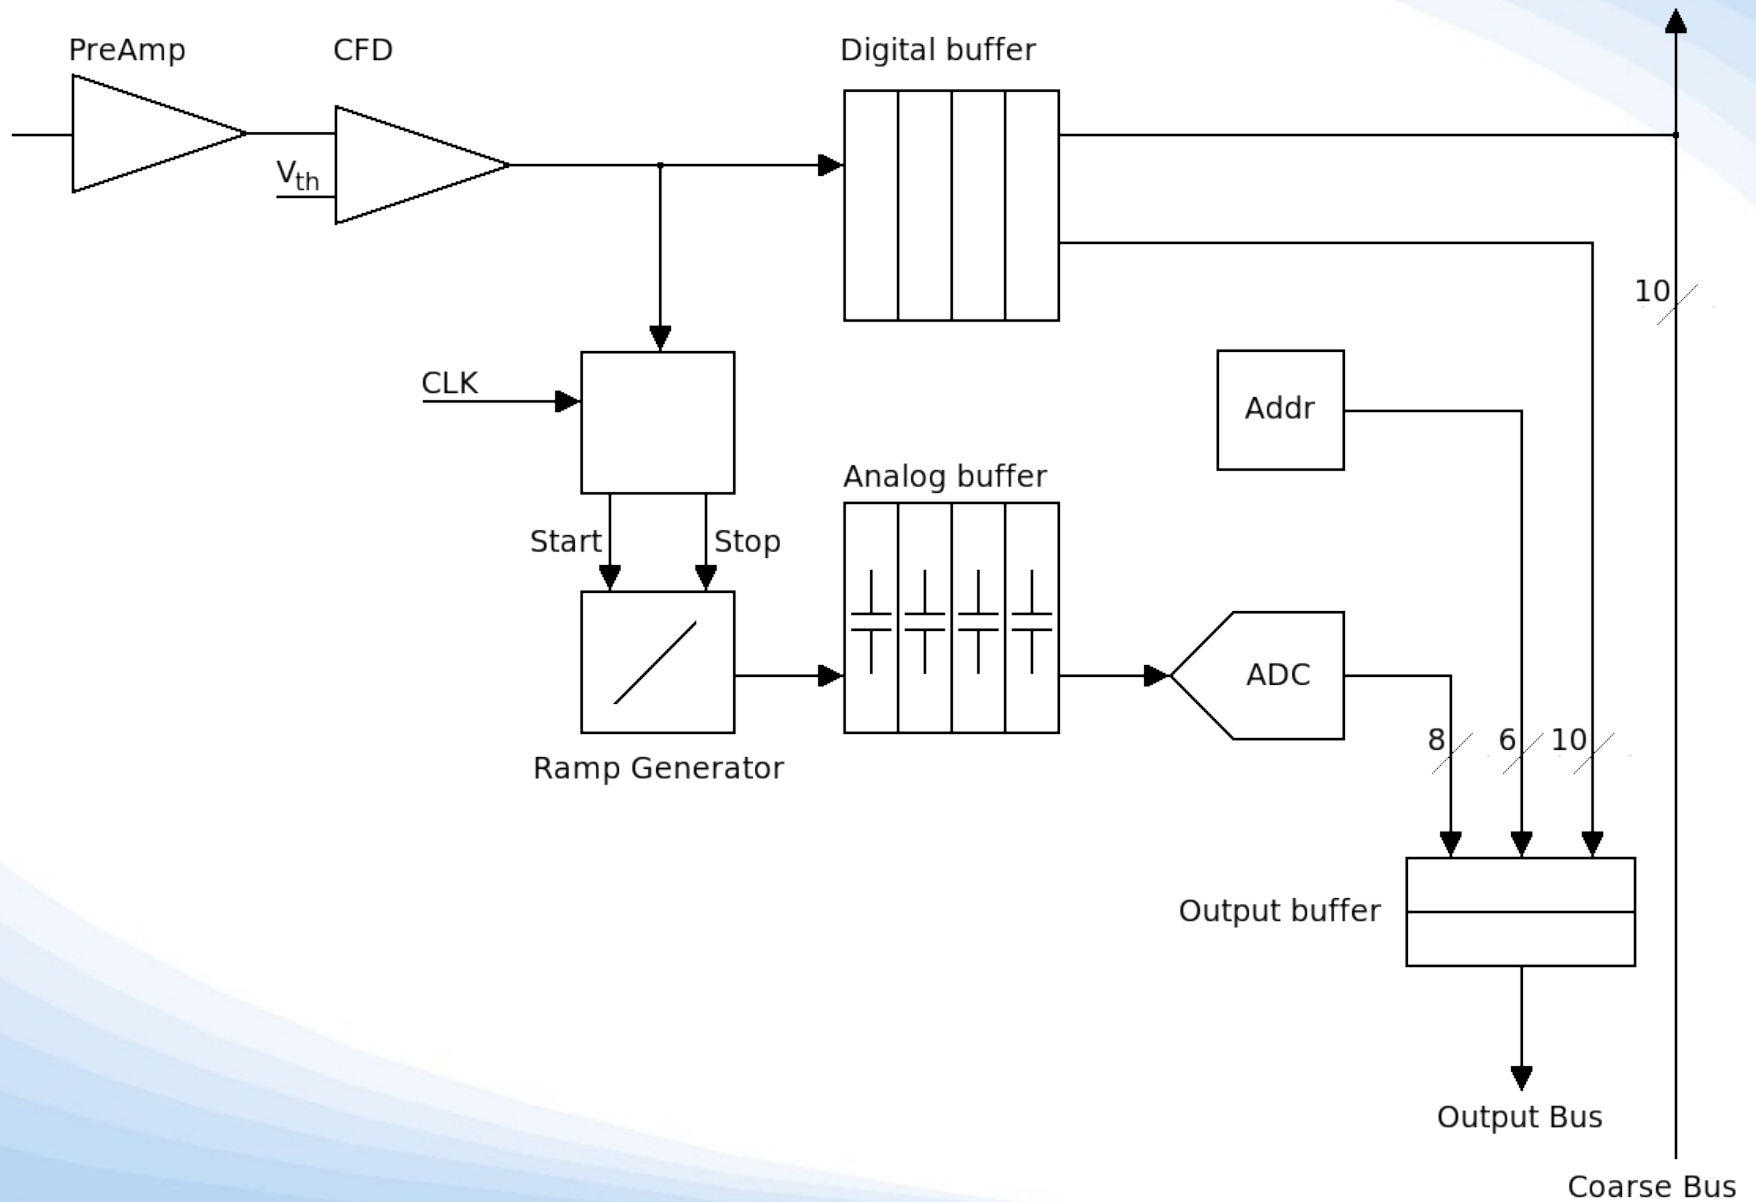 PreAmp
CFD
Digital buffer
Vth
10
CLK
Addr
Analog buffer
Start
Stop
ADC
8
6
10
Ramp Generator
Output buffer
Output Bus
Coarse Bus